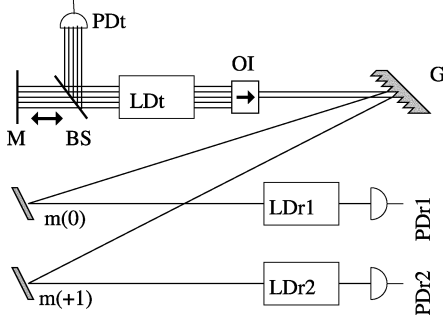 PDt
OI
G
LDt
M
BS
m(0)
LDr1
PDr1
m(+1)
LDr2
PDr2